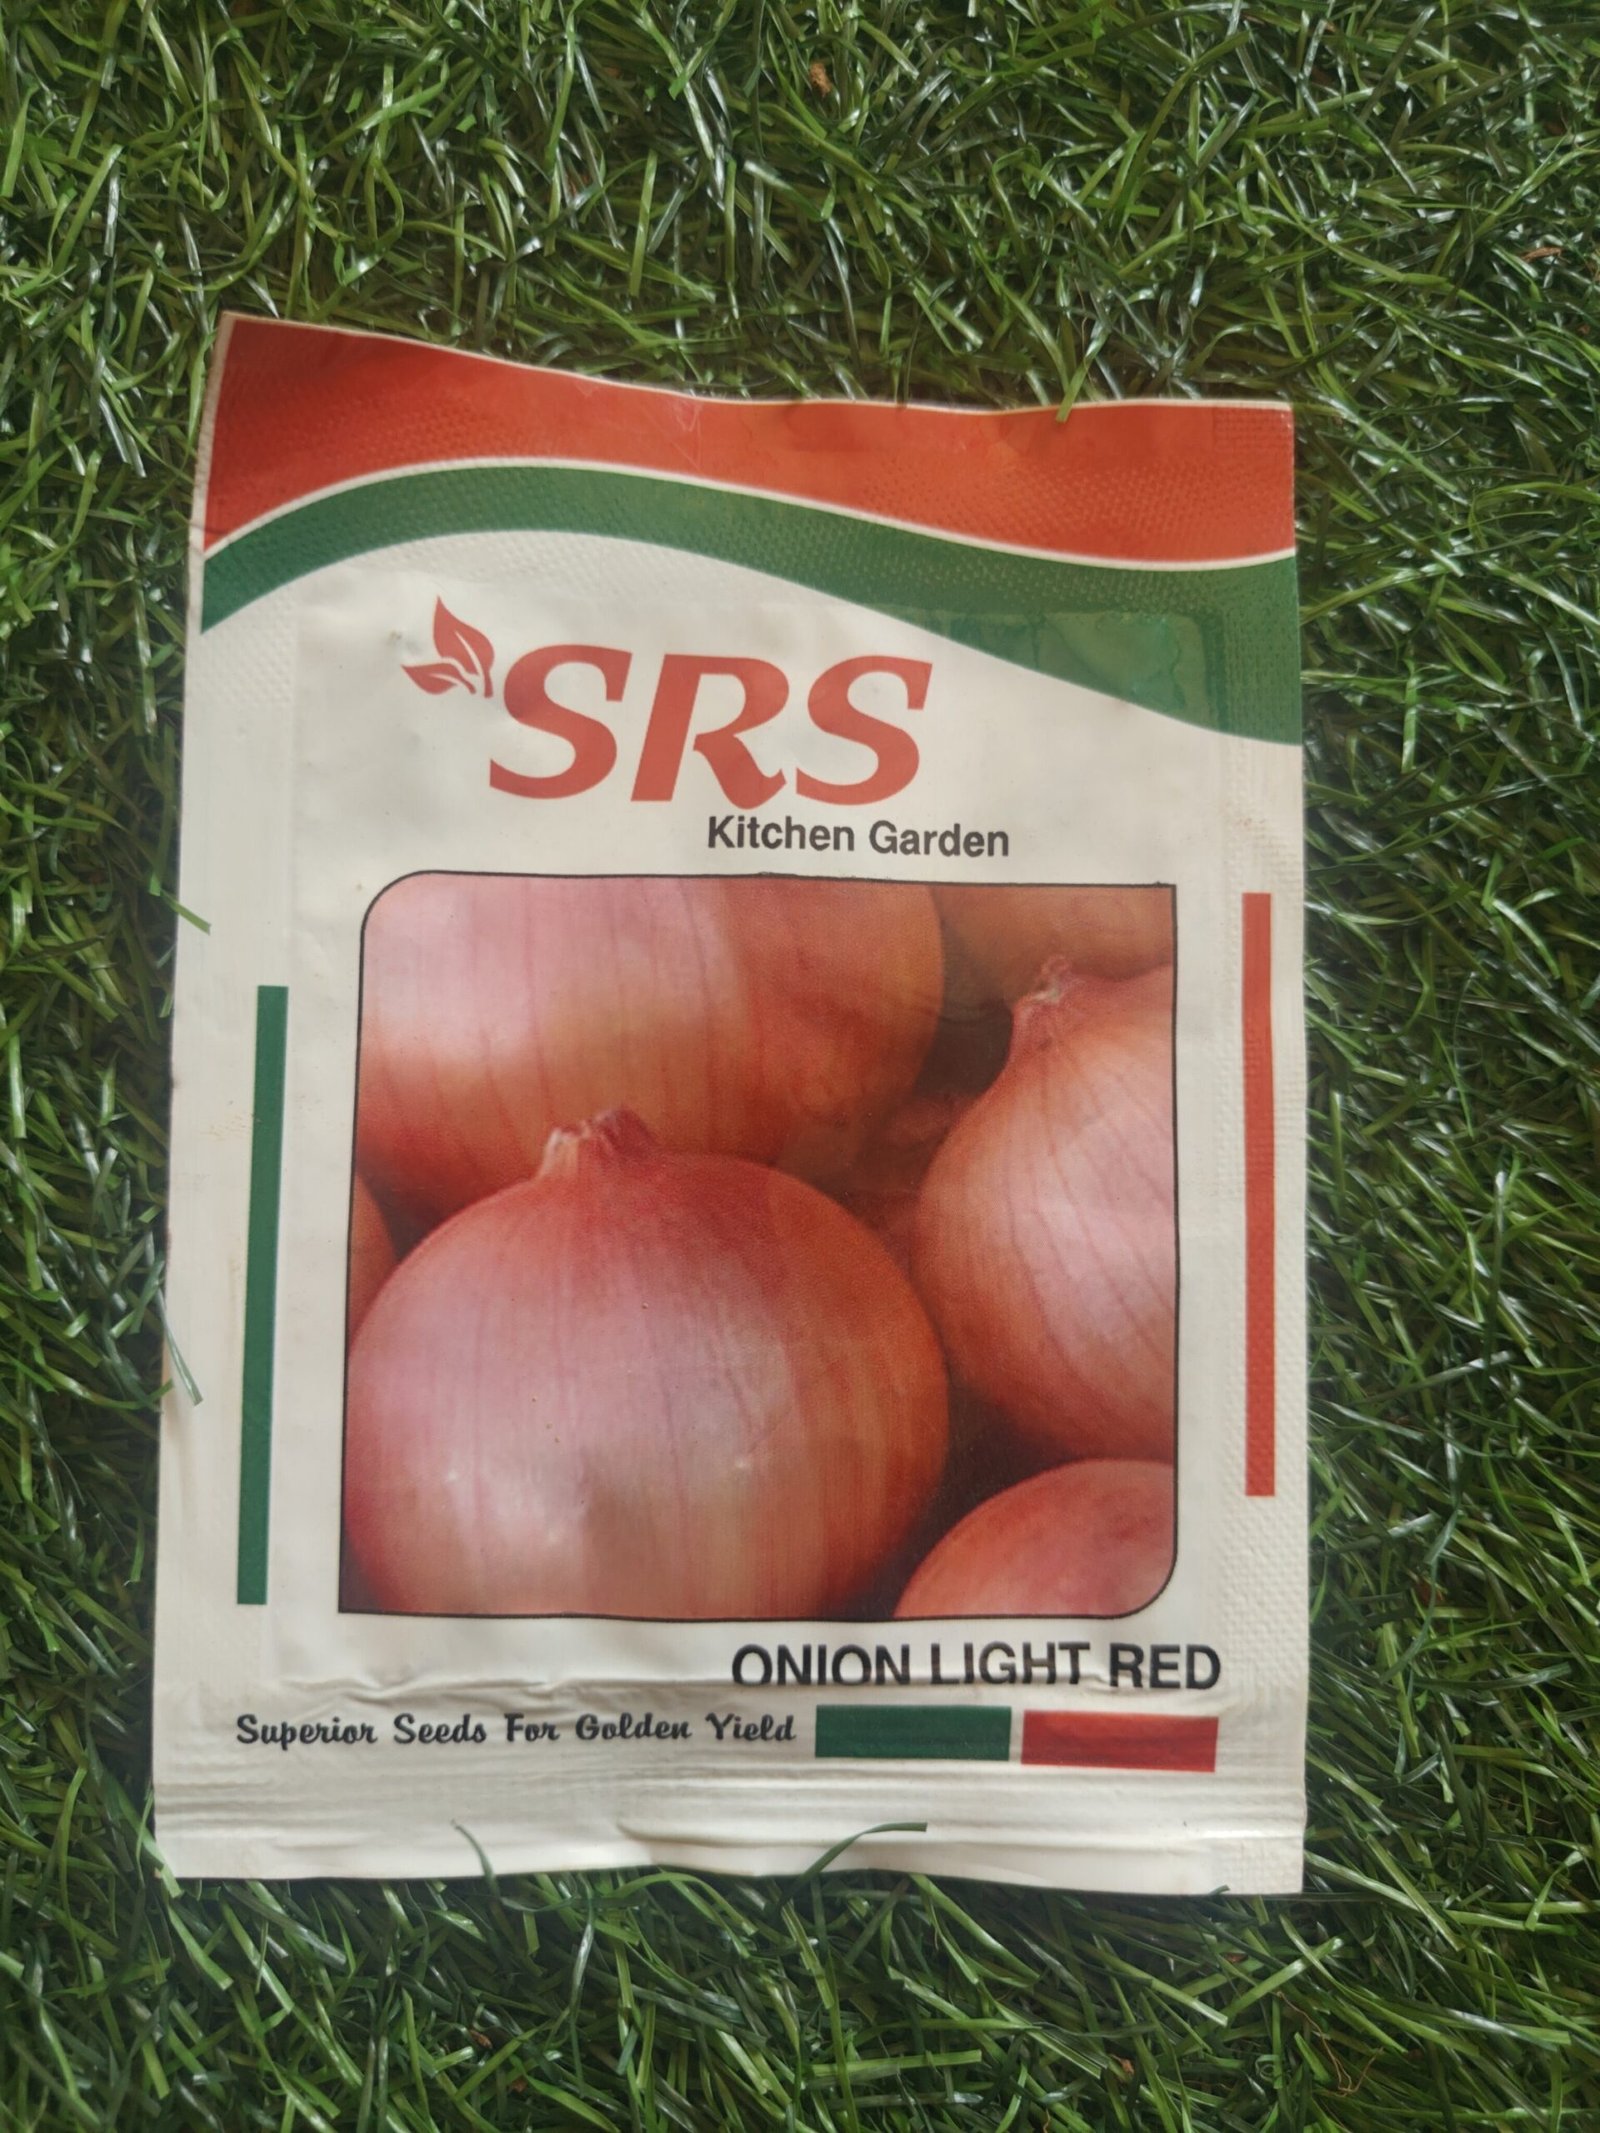 SRS
Kitchen Garden
ONION LIGHT RED
Superior Seeds For Golden Yield